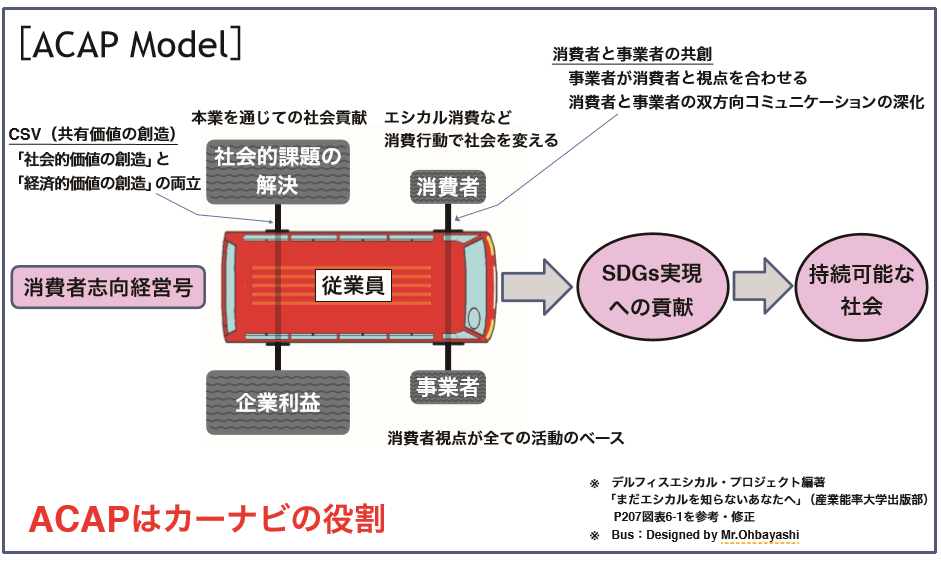 [ACAP Model]
消費者と事業者の共創
事業者が消費者と視点を合わせる
消費者と事業者の双方向コミュニケーションの深化
本業を通じての社会貢献
エシカル消費など
消費行動で社会を変える
CSV（共有価値の創造）
「社会的価値の創造」と
「経済的価値の創造」の両立
社会的課題の
解決
消費者
消費者志向経営号
従業員
SDGs実現
への貢献
持続可能な
社会
企業利益
事業者
消費者視点が全ての活動のベース
※ デルフィスエシカル・プロジェクト編著
「まだエシカルを知らないあなたへ」（産業能率大学出版部）
P207図表6-1を参考・修正
※ Bus：Designed by Mr.Ohbayashi
ACAPはカーナビの役割